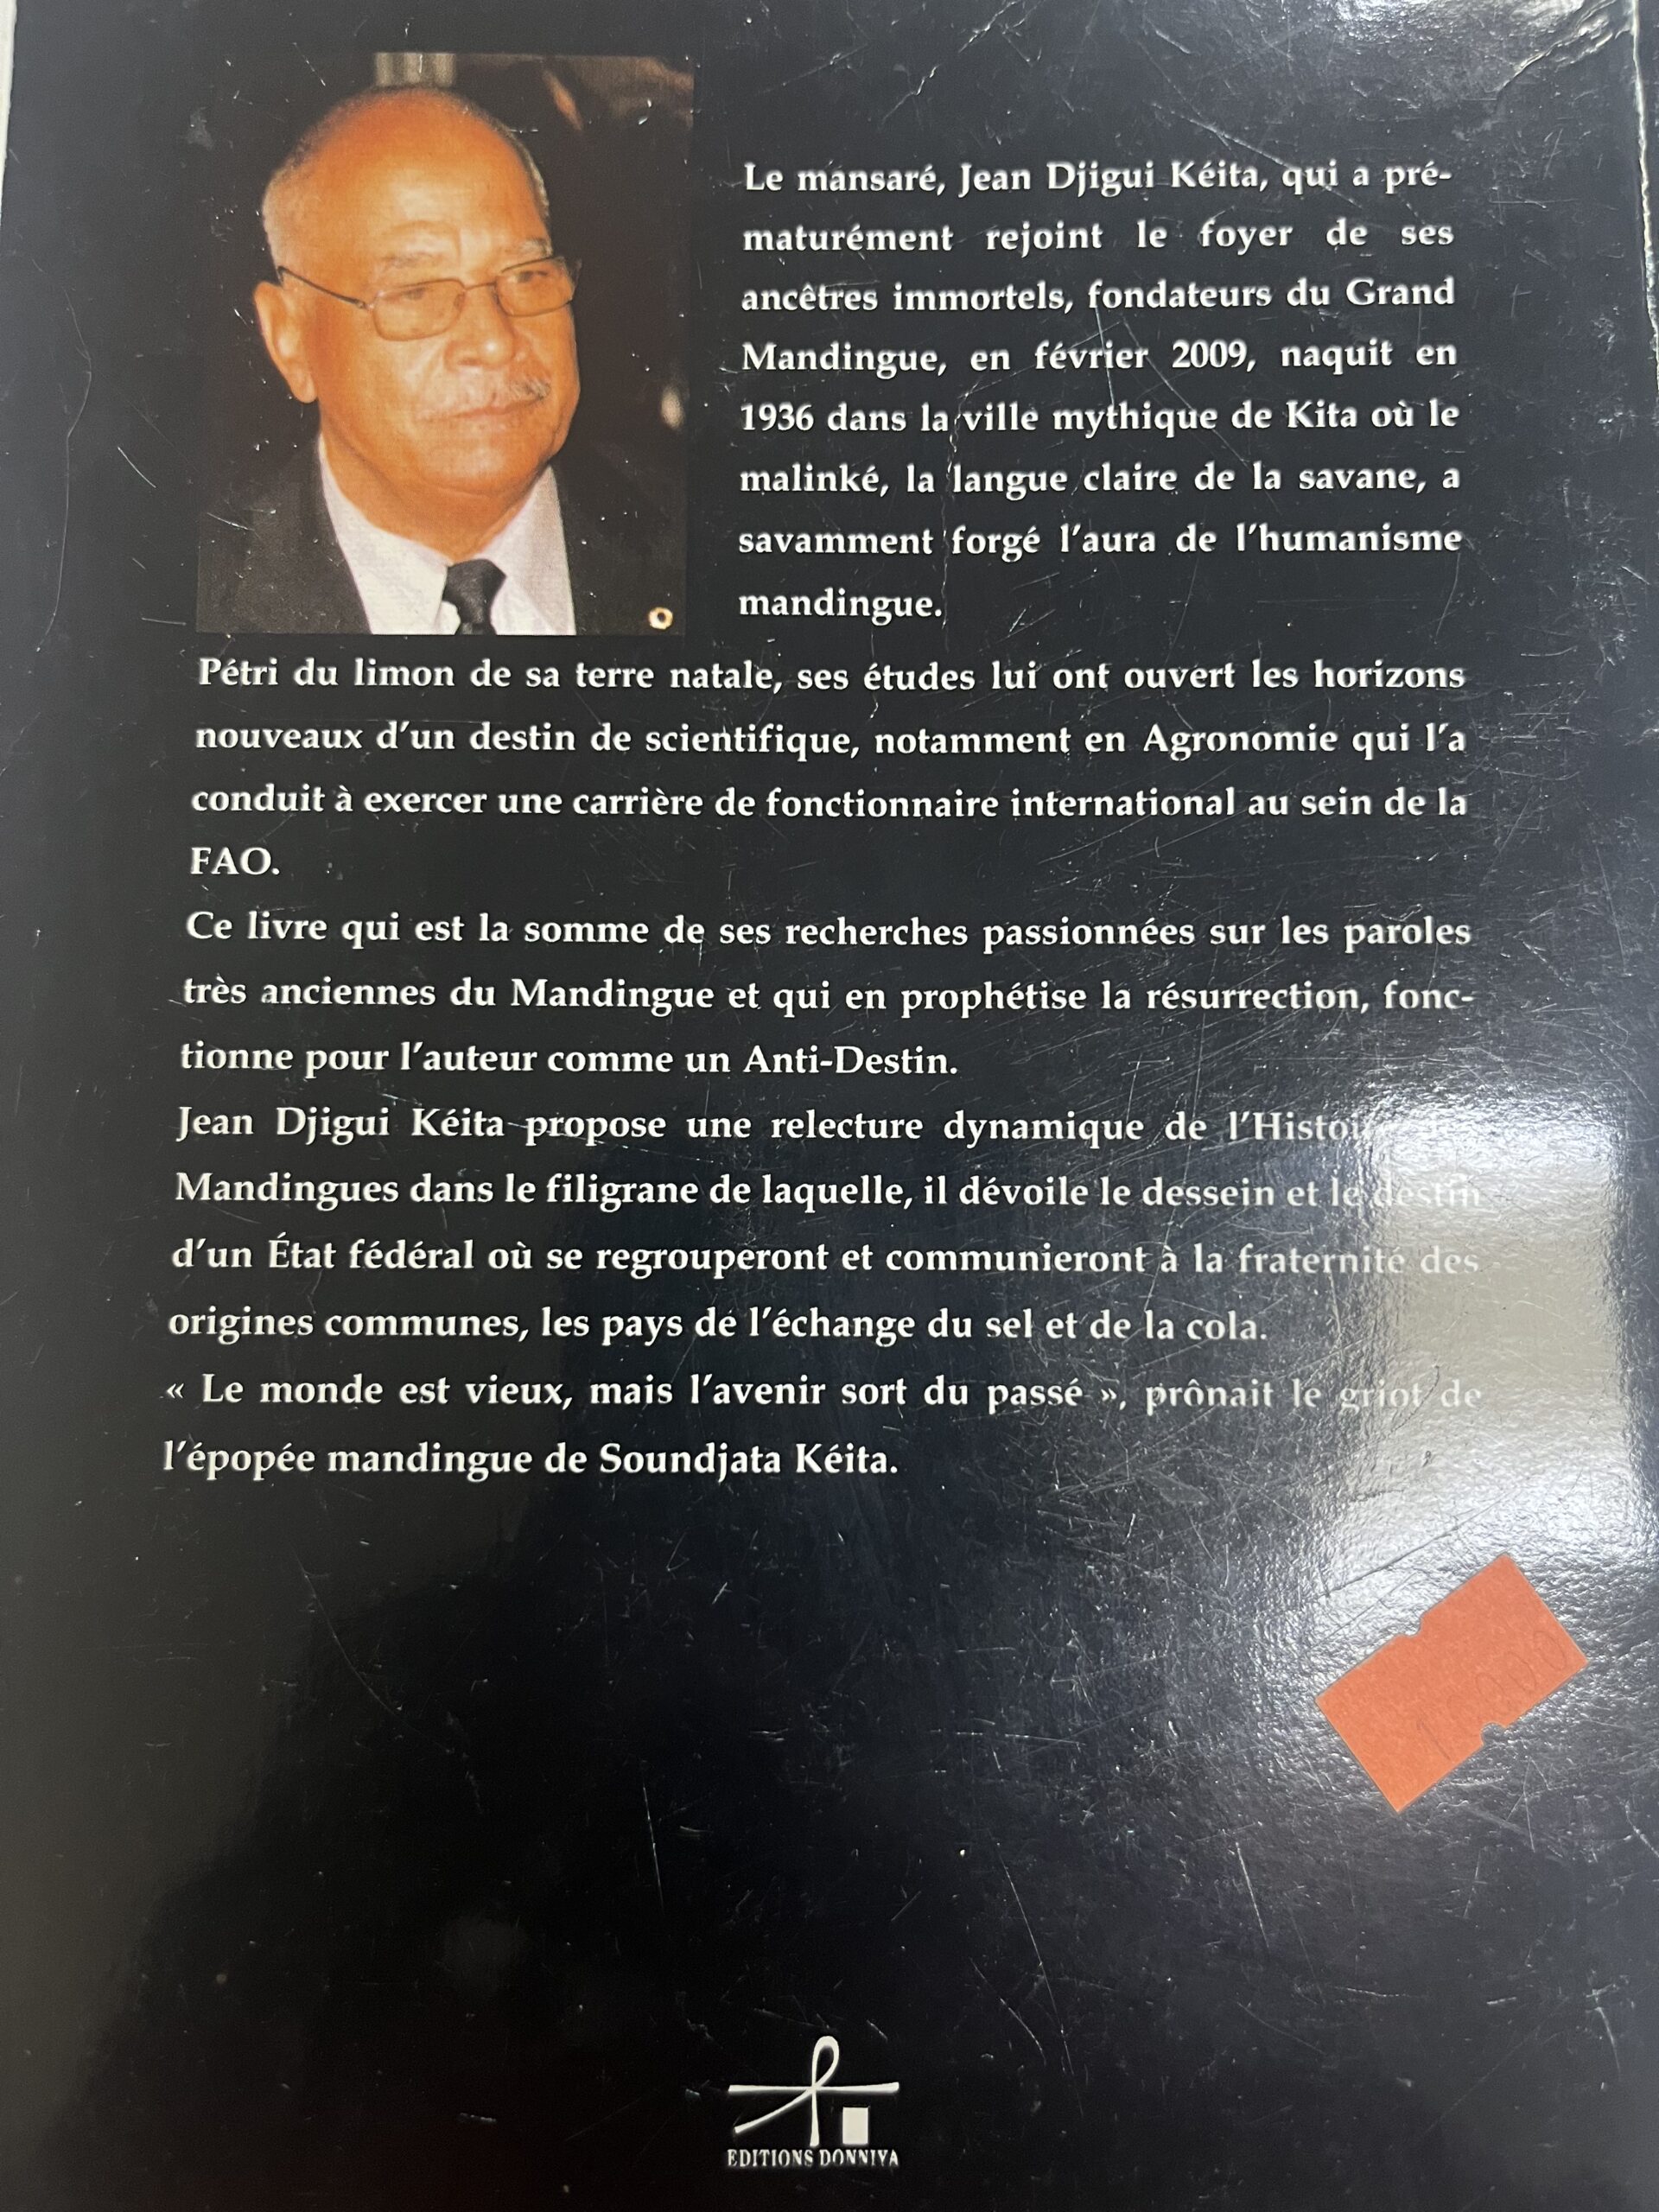 Le mansaré, Jean Djigui Kéita, qui a pré-
maturément rejoint le foyer de ses
ancêtres immortels, fondateurs du Grand
Mandingue, en février 2009, naquit en
1936 dans la ville mythique de Kita où le
malinké, la langue claire de la savane, a
savamment forgé l'aura de l'humanisme
mandingue.
Pétri du limon de sa terre natale, ses études lui ont ouvert les horizons
nouveaux d'un destin de scientifique, notamment en Agronomie qui l'a
conduit à exercer une carrière de fonctionnaire international au sein de la
FAO.
Ce livre qui est la somme de ses recherches passionnées sur les paroles
très anciennes du Mandingue et qui en prophétise la résurrection, fonc-
tionne pour l'auteur comme un Anti-Destin.
Jean Djigui Kéita propose une relecture dynamique de l'Histoire des
Mandingues dans le filigrane de laquelle, il dévoile le dessein et le destin
d'un État fédéral où se regrouperont et communieront à la fraternité des
origines communes, les pays de l'échange du sel et de la cola.
« Le monde est vieux, mais l'avenir sort du passé », prônait le griot de
l'épopée mandingue de Soundjata Kéita.
EDITIONS DONNIYA